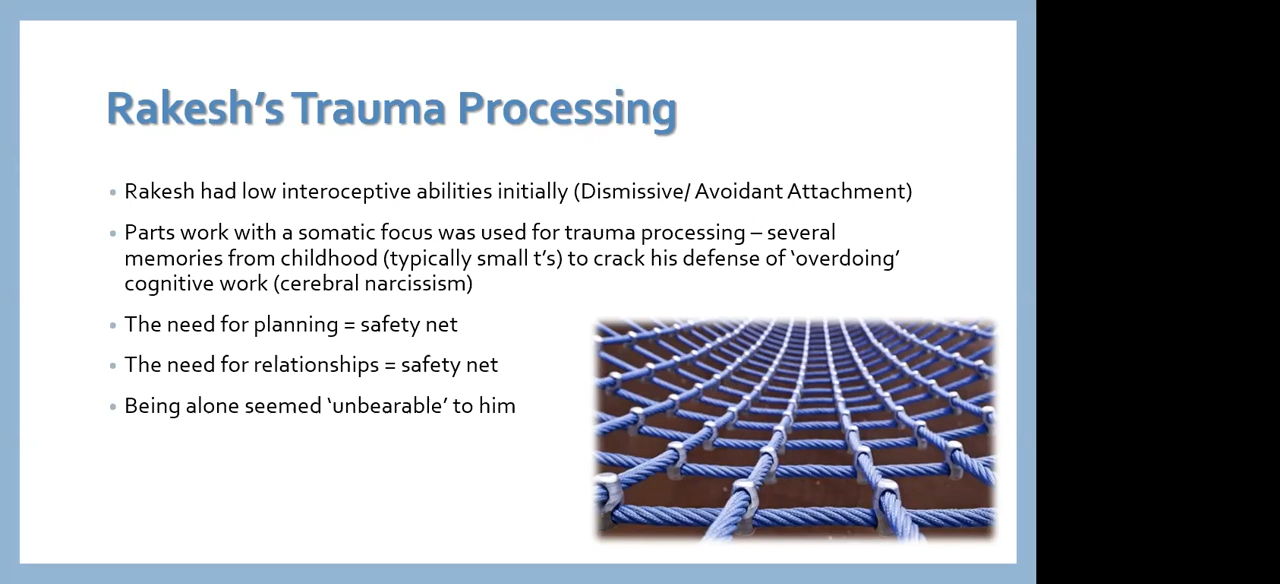 Rakesh’s Trauma Processing
• Rakesh had low interoceptive abilities initially (Dismissive/ Avoidant Attachment)
• Parts work with a somatic focus was used for trauma processing – several
memories from childhood (typically small t’s) to crack his defense of ‘overdoing’
cognitive work (cerebral narcissism)
• The need for planning = safety net
• The need for relationships = safety net
• Being alone seemed ‘unbearable’ to him